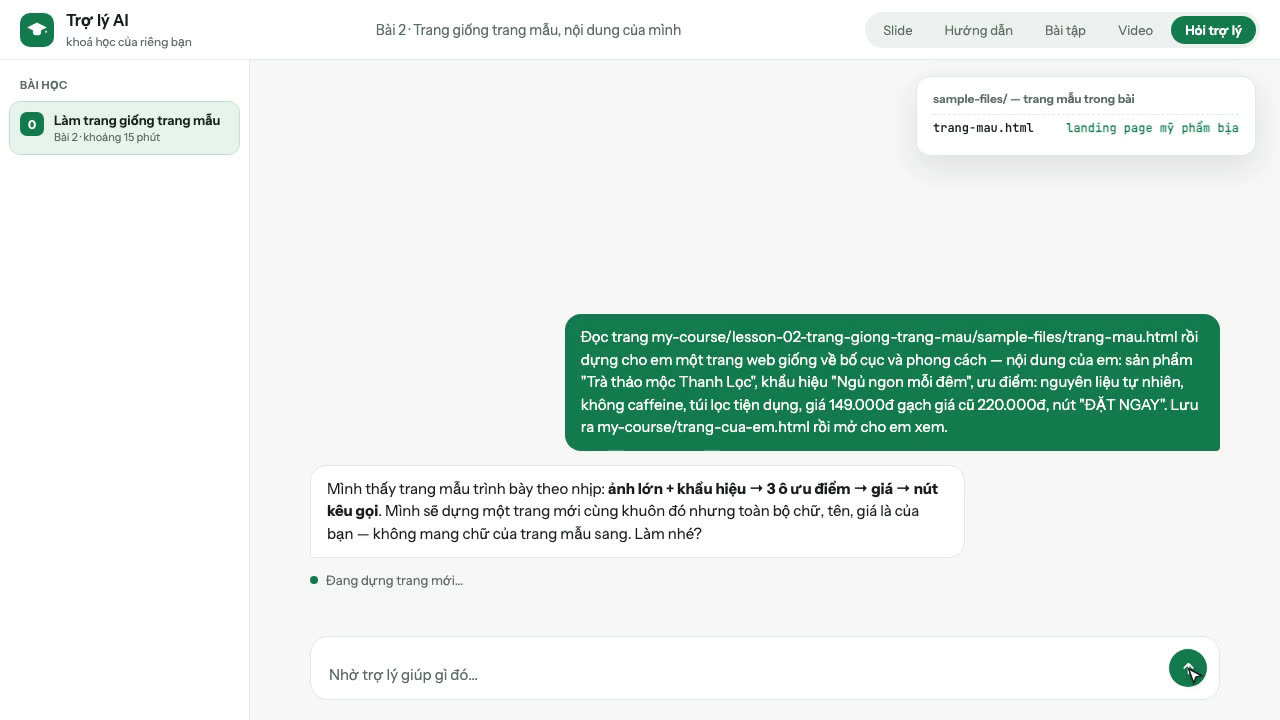 Trợ lý AI
khoá học của riêng bạn
Bài 2 · Trang giống trang mẫu, nội dung của mình
Slide
Hướng dẫn
Bài tập
Video
Hỏi trợ lý
BÀI HỌC
0
Làm trang giống trang mẫu
Bài 2 · khoảng 15 phút
sample-files/ — trang mẫu trong bài
trang-mau.html landing page mỹ phẩm bịa
Đọc trang my-course/lesson-02-trang-giong-trang-mau/sample-files/trang-mau.html rồi
dựng cho em một trang web giống về bố cục và phong cách — nội dung của em: sản phẩm
"Trà thảo mộc Thanh Lọc", khẩu hiệu "Ngủ ngon mỗi đêm", ưu điểm: nguyên liệu tự nhiên,
không caffeine, túi lọc tiện dụng, giá 149.000đ gạch giá cũ 220.000đ, nút "ĐẶT NGAY". Lưu
ra my-course/trang-cua-em.html rồi mở cho em xem.
Mình thấy trang mẫu trình bày theo nhịp: ảnh lớn + khẩu hiệu → 3 ô ưu điểm → giá → nút
kêu gọi. Mình sẽ dựng một trang mới cùng khuôn đó nhưng toàn bộ chữ, tên, giá là của
bạn — không mang chữ của trang mẫu sang. Làm nhé?
Đang dựng trang mới...
Nhờ trợ lý giúp gì đó...